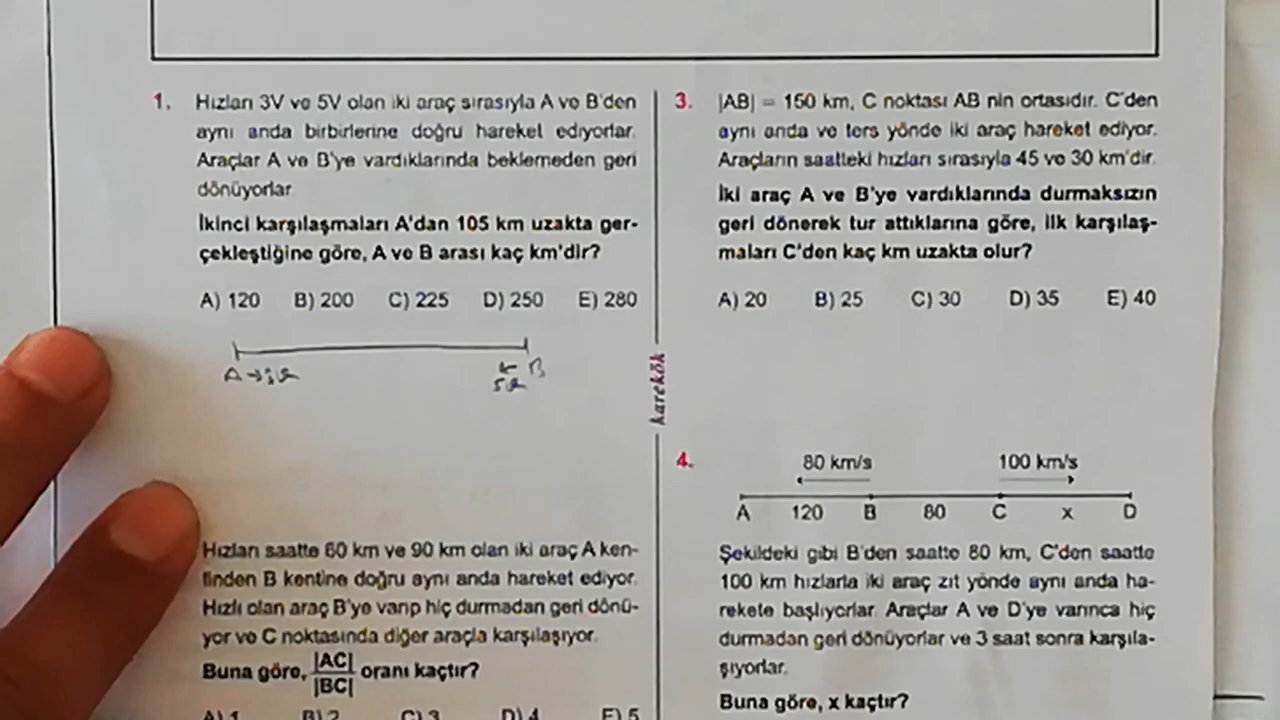 1. Hızları 3V ve 5V olan iki araç sırasıyla A ve B'den
aynı anda birbirlerine doğru hareket ediyorlar.
Araçlar A ve B'ye vardıklarında beklemeden geri
dönüyorlar
İkinci karşılaşmaları A'dan 105 km uzakta ger-
çekleştiğine göre, A ve B arası kaç km'dir?
A) 120 B) 200 C) 225 D) 250 E) 280
A B
Hızları saatte 60 km ve 90 km olan iki araç A ken-
tinden B kentine doğru aynı anda hareket ediyor.
Hızlı olan araç B'ye varıp hiç durmadan geri dönü-
yor ve C noktasında diğer araçla karşılaşıyor.
Buna göre, |AC| / |BC| oranı kaçtır?
A) 1 B) 2 C) 3 D) 4 E) 5
karekök
3. |AB| = 150 km, C noktası AB nin ortasıdır. C'den
aynı anda ve ters yönde iki araç hareket ediyor.
Araçların saatteki hızları sırasıyla 45 ve 30 km'dir.
İki araç A ve B'ye vardıklarında durmaksızın
geri dönerek tur attıklarına göre, ilk karşılaş-
maları C'den kaç km uzakta olur?
A) 20 B) 25 C) 30 D) 35 E) 40
4. 80 km/s 100 km/s
A 120 B 80 C x D
Şekildeki gibi B'den saatte 80 km, C'den saatte
100 km hızlarla iki araç zıt yönde aynı anda ha-
rekete başlıyorlar. Araçlar A ve D'ye varınca hiç
durmadan geri dönüyorlar ve 3 saat sonra karşıla-
şıyorlar.
Buna göre, x kaçtır?